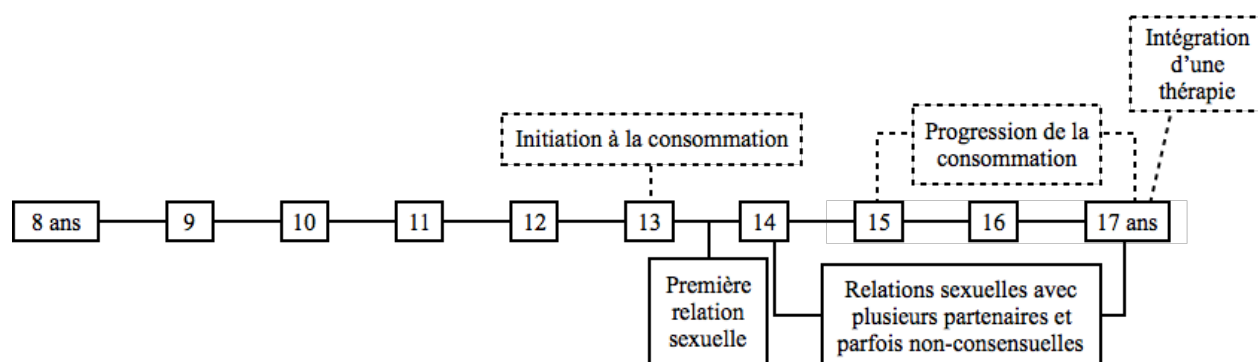 Intégration
d'une
thérapie
Initiation à la consommation
Progression de la
consommation
8 ans 9 10 11 12 13 14 15 16 17 ans
Première
relation
sexuelle
Relations sexuelles avec
plusieurs partenaires et
parfois non-consensuelles